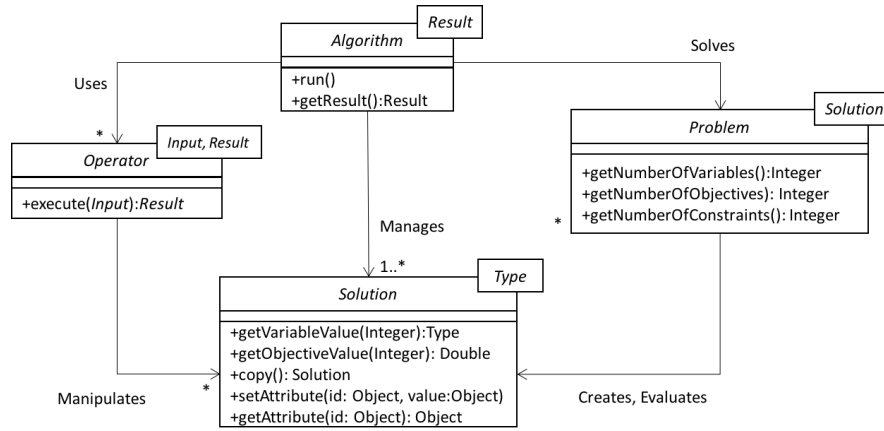 Result
Algorithm
+run()
+getResult():Result
Uses
Solves
*
Input, Result
Operator
+execute(Input):Result
Solution
Problem
+getNumberOfVariables():Integer
+getNumberOfObjectives): Integer
+getNumberOfConstraints(): Integer
*
Manages
1..*
Type
Solution
+getVariableValue(Integer):Type
+getObjectiveValue(Integer): Double
+copy(): Solution
+setAttribute(id: Object, value:Object)
+getAttribute(id: Object): Object
Manipulates
*
Creates, Evaluates